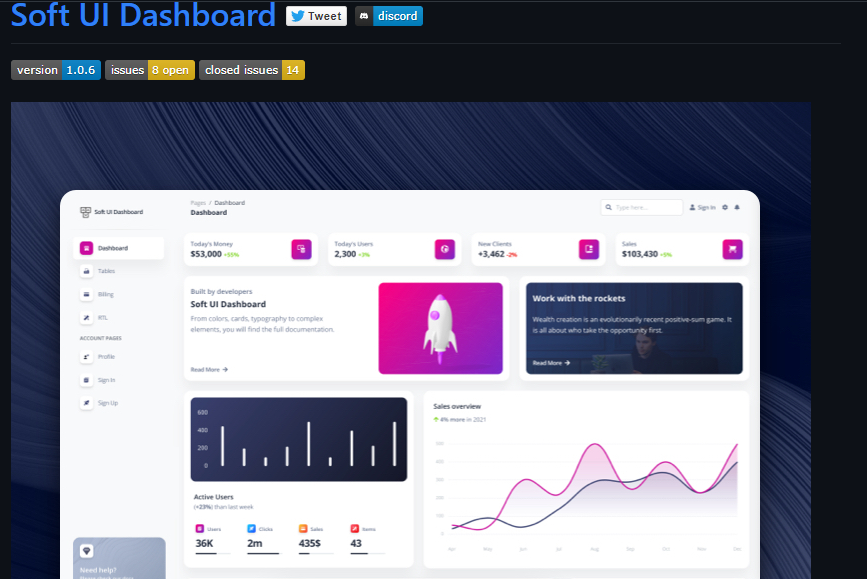 Soft UI Dashboard Tweet discord
version 1.0.6 issues 8 open closed issues 14
Soft UI Dashboard
Pages / Dashboard
Dashboard
Type here...
Sign In
Dashboard
Tables
Billing
RTL
ACCOUNT PAGES
Profile
Sign In
Sign Up
Need help?
Today's Money
$53,000 +55%
Today's Users
2,300 +3%
New Clients
+3,462 -2%
Sales
$103,430 +5%
Built by developers
Soft UI Dashboard
From colors, cards, typography to complex
elements, you will find the full documentation.
Read More →
Work with the rockets
Wealth creation is an evolutionarily recent positive-sum game. It
is all about who take the opportunity first.
Read More →
600
400
200
0
Active Users
(+23%) than last week
Users
36K
Clicks
2m
Sales
435$
Items
43
Sales overview
4% more in 2021
500
400
300
200
100
0
Apr May Jun Jul Aug Sep Oct Nov Dec